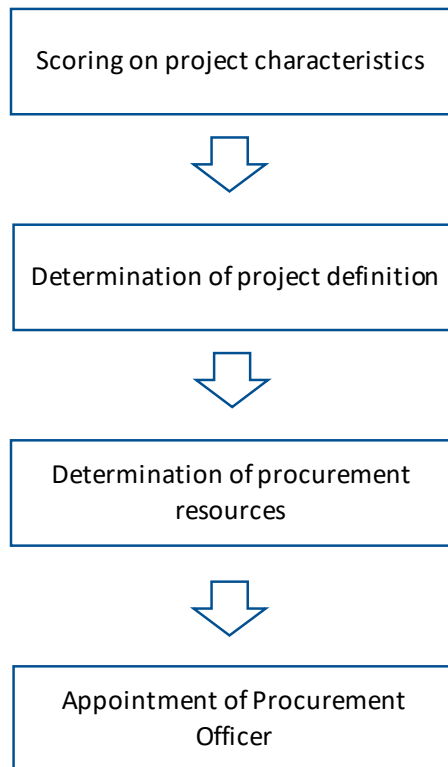 Scoring on project characteristics
Determination of project definition
Determination of procurement
resources
Appointment of Procurement
Officer